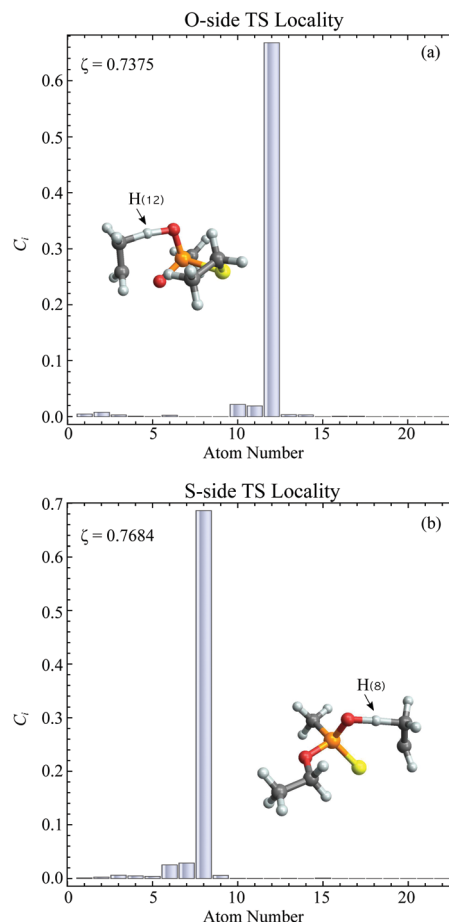 O-side TS Locality
(a)
ζ = 0.7375
0.6
0.5
0.4
H(12)
0.3
C_i
0.2
0.1
0.0
0 5 10 15 20
Atom Number
S-side TS Locality
0.7
(b)
ζ = 0.7684
0.6
0.5
0.4
H(8)
0.3
C_i
0.2
0.1
0.0
0 5 10 15 20
Atom Number